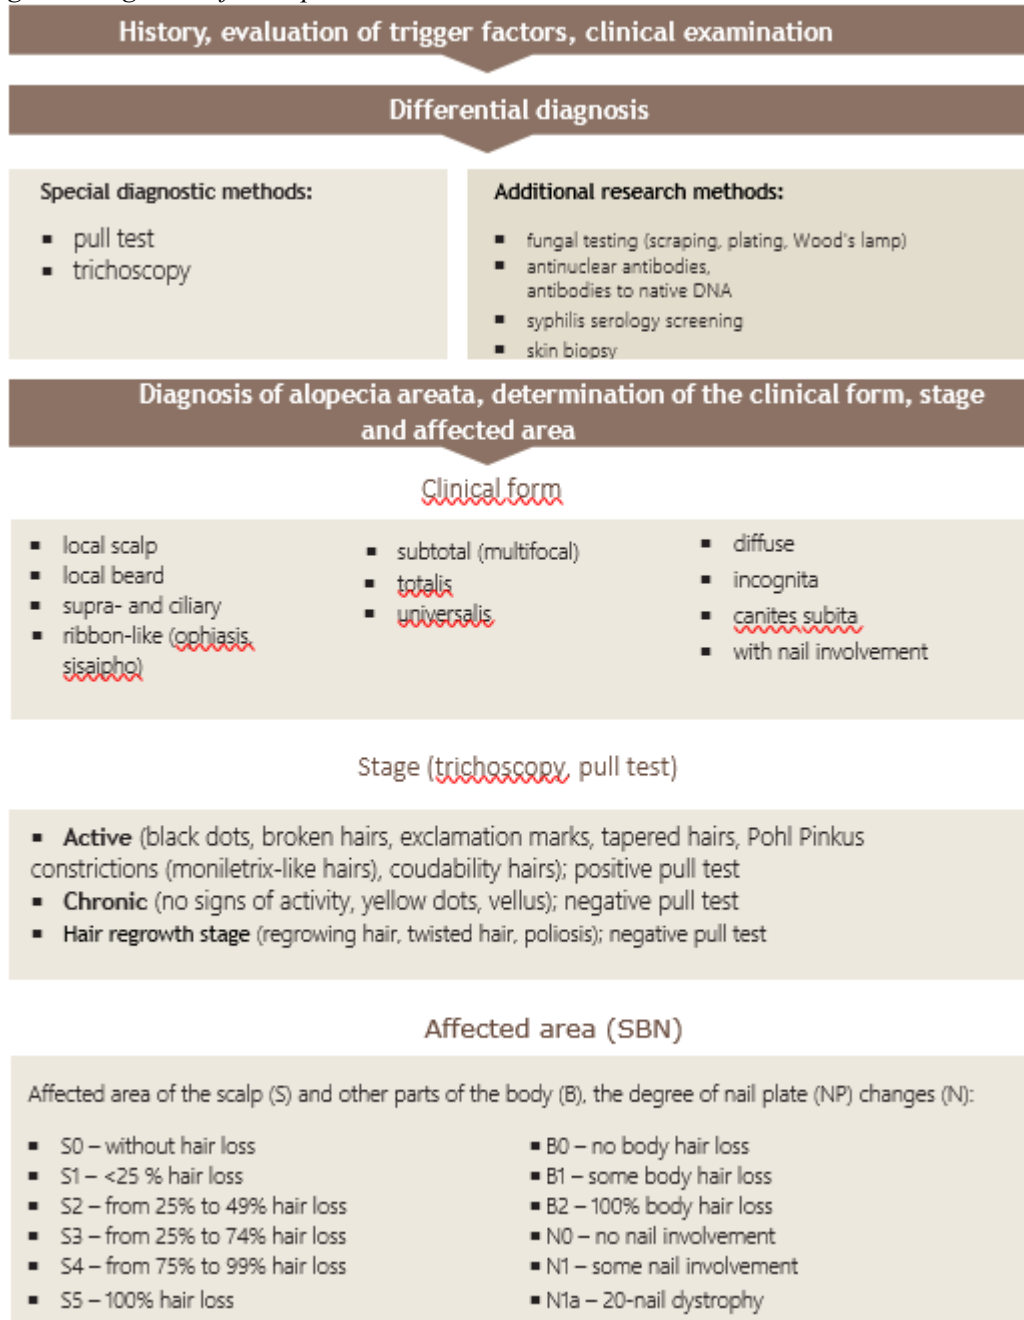 History, evaluation of trigger factors, clinical examination
Differential diagnosis
Special diagnostic methods:
▪ pull test
▪ trichoscopy
Additional research methods:
▪ fungal testing (scraping, plating, Wood's lamp)
▪ antinuclear antibodies,
antibodies to native DNA
▪ syphilis serology screening
▪ skin biopsy
Diagnosis of alopecia areata, determination of the clinical form, stage
and affected area
Clinical form
▪ local scalp
▪ local beard
▪ supra- and ciliary
▪ ribbon-like (ophiasis,
sisaipho)
▪ subtotal (multifocal)
▪ totalis
▪ universalis
▪ diffuse
▪ incognita
▪ canites subita
▪ with nail involvement
Stage (trichoscopy, pull test)
▪ Active (black dots, broken hairs, exclamation marks, tapered hairs, Pohl Pinkus
constrictions (moniletrix-like hairs), coudability hairs); positive pull test
▪ Chronic (no signs of activity, yellow dots, vellus); negative pull test
▪ Hair regrowth stage (regrowing hair, twisted hair, poliosis); negative pull test
Affected area (SBN)
Affected area of the scalp (S) and other parts of the body (B), the degree of nail plate (NP) changes (N):
▪ S0 – without hair loss
▪ S1 – <25 % hair loss
▪ S2 – from 25% to 49% hair loss
▪ S3 – from 25% to 74% hair loss
▪ S4 – from 75% to 99% hair loss
▪ S5 – 100% hair loss
▪ B0 – no body hair loss
▪ B1 – some body hair loss
▪ B2 – 100% body hair loss
▪ N0 – no nail involvement
▪ N1 – some nail involvement
▪ N1a – 20-nail dystrophy